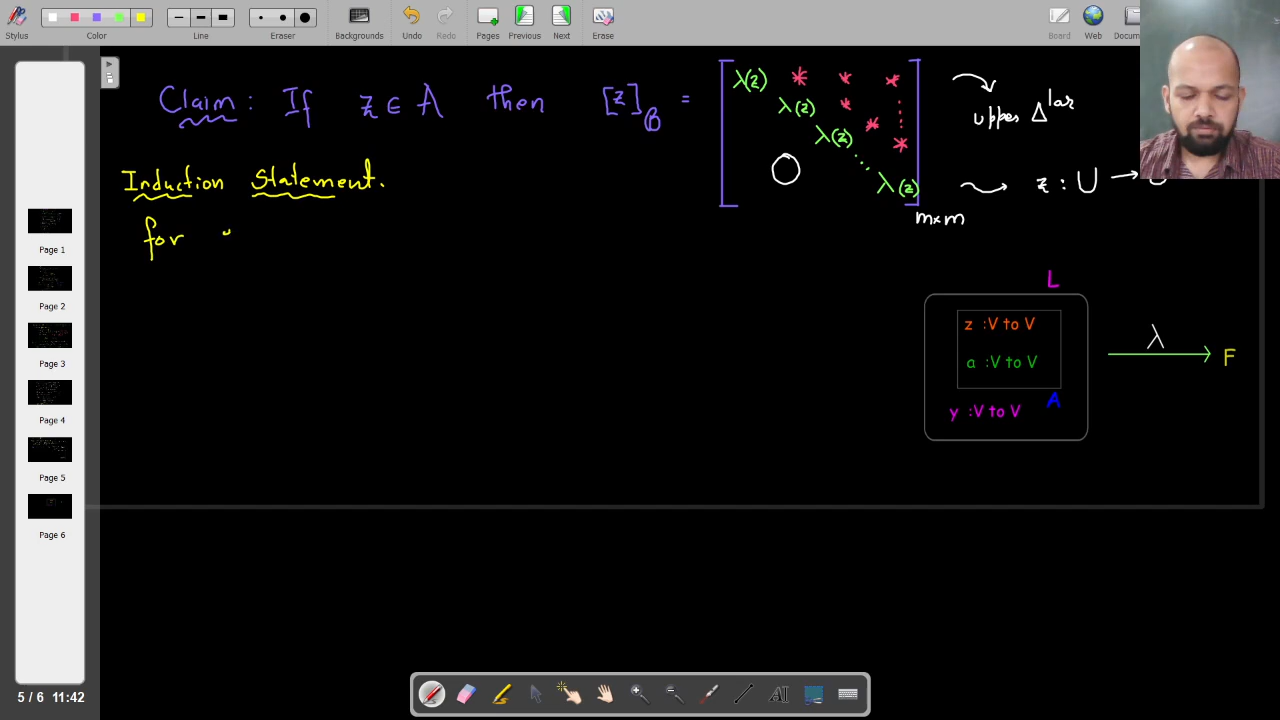 Stylus
Color
Line
Eraser
Backgrounds
Undo
Redo
Pages
Previous
Next
Erase
Board
Web
Claim: If z ∈ A then [z]_B =
λ(z) * * *
λ(z) *
λ(z) * *
O λ(z)
m×m
upper Δ^lar
z : U →
Induction Statement.
for
L
z :V to V
a :V to V
A
y :V to V
λ
F
Page 1
Page 2
Page 3
Page 4
Page 5
Page 6
5 / 6 11:42